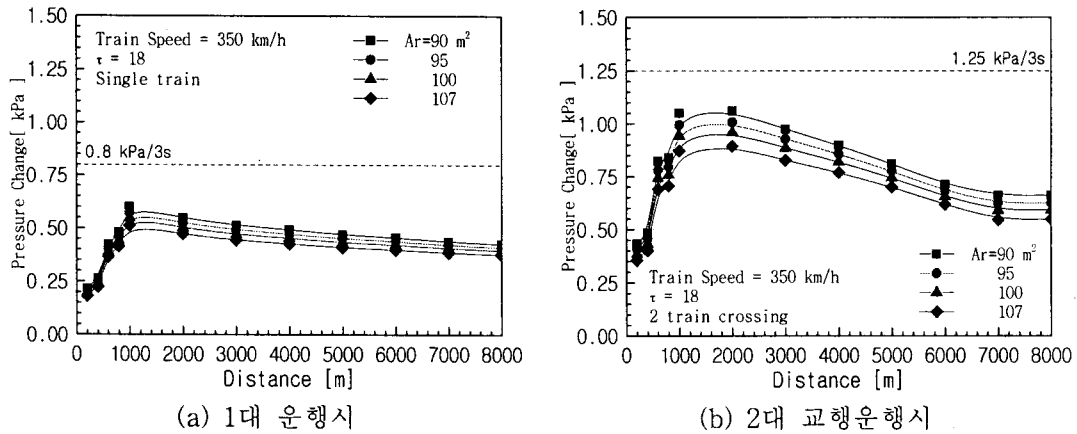 1.50
1.25
1.00
0.75
0.50
0.25
0.00
Pressure Change[ kPa]
Train Speed = 350 km/h
τ = 18
Single train
Ar=90 m²
95
100
107
0.8 kPa/3s
0 1000 2000 3000 4000 5000 6000 7000 8000
Distance [m]
(a) 1대 운행시
1.50
1.25
1.00
0.75
0.50
0.25
0.00
Pressure Change[ kPa]
1.25 kPa/3s
Train Speed = 350 km/h
τ = 18
2 train crossing
Ar=90 m²
95
100
107
0 1000 2000 3000 4000 5000 6000 7000 8000
Distance [m]
(b) 2대 교행운행시